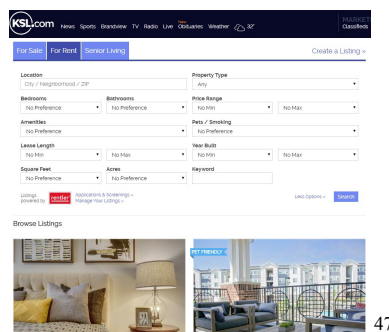 KSL.com News Sports Brandview TV Radio Live New Obituaries Weather 32° MARKET
Classifieds
For Sale For Rent Senior Living Create a Listing »
Location Property Type
City / Neighborhood / ZIP Any
Bedrooms Bathrooms Price Range
No Preference No Preference No Min No Max
Amenities Pets / Smoking
No Preference No Preference
Lease Length Year Built
No Min No Max No Min No Max
Square Feet Acres Keyword
No Preference No Preference
Listings powered by rentler Applications & Screenings » Less Options » Search
Manage Your Listings »
Browse Listings
PET FRIENDLY
47